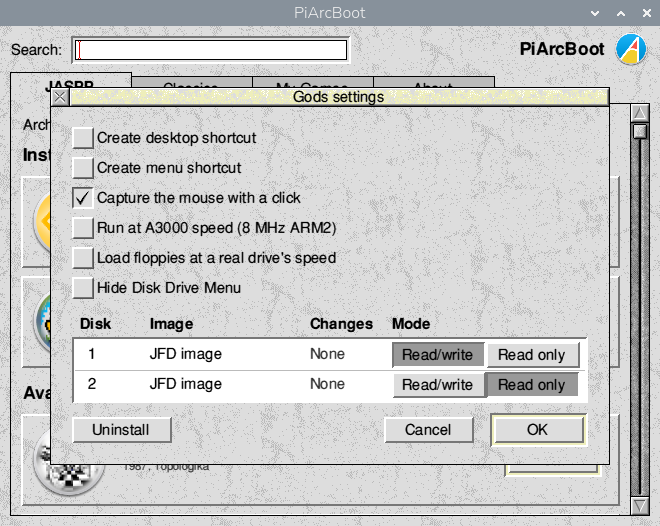 PiArcBoot
Search:
PiArcBoot
JASPP Classics My Games About
Gods settings
Arch
Create desktop shortcut
Create menu shortcut
Inst
Capture the mouse with a click
Run at A3000 speed (8 MHz ARM2)
Load floppies at a real drive's speed
Hide Disk Drive Menu
Disk Image Changes Mode
1 JFD image None Read/write Read only
2 JFD image None Read/write Read only
Ava
Uninstall Cancel OK
1987, Topologika